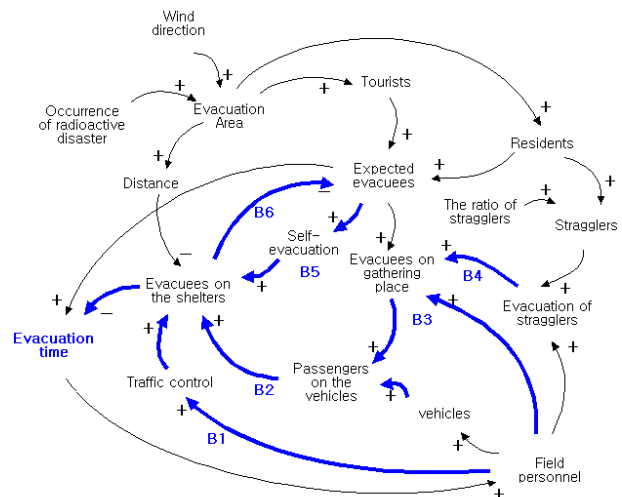 Wind
direction
+
+
+
+
Tourists
Occurrence
of radioactive
disaster
+
Evacuation
Area
+
+
Residents
+
Distance
Expected
evacuees
+
+
+
−
B6
The ratio of
stragglers
+
Stragglers
Self-
evacuation
+
+
+
−
B5
Evacuees on
gathering
place
B4
+
Evacuees on
the shelters
+
+
+
Evacuation of
stragglers
B3
+
−
+
+
Evacuation
time
+
+
Traffic control
B2
Passengers
on the
vehicles
+
vehicles
+
B1
+
Field
personnel
+